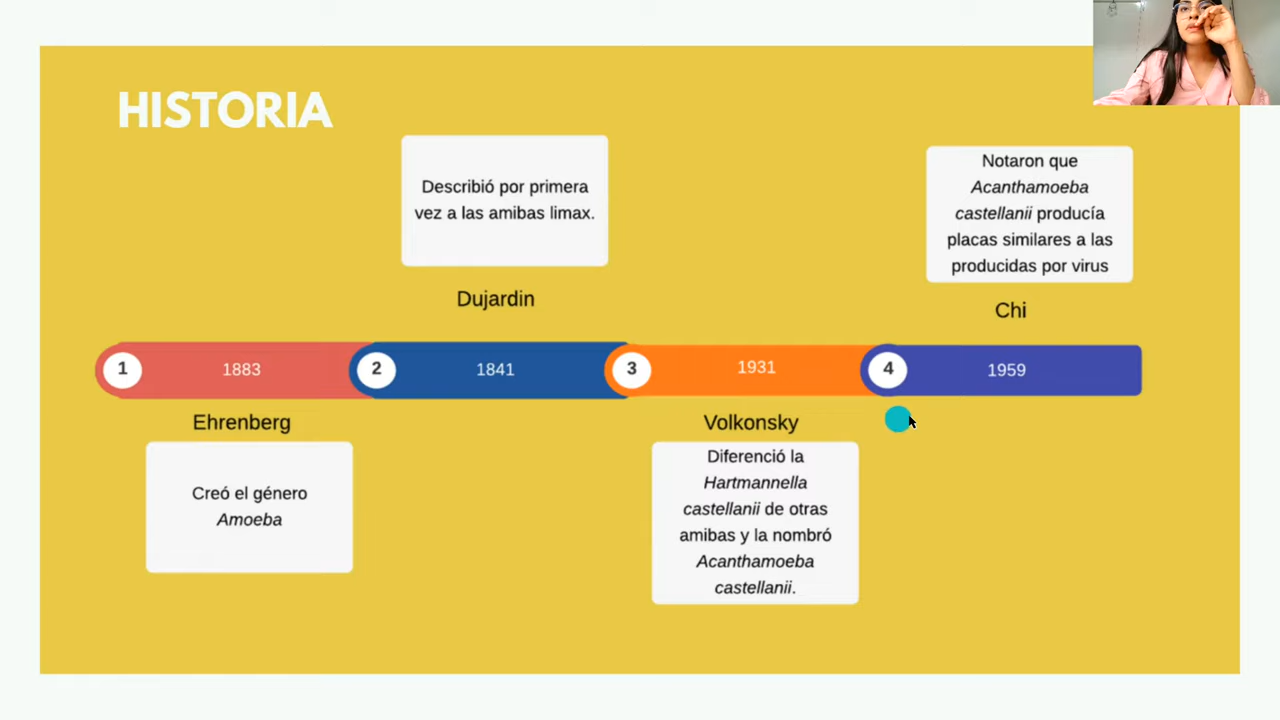 HISTORIA
Describió por primera
vez a las amibas limax.
Dujardin
Notaron que
Acanthamoeba
castellanii producía
placas similares a las
producidas por virus
Chi
1 1883 2 1841 3 1931 4 1959
Ehrenberg
Creó el género
Amoeba
Volkonsky
Diferenció la
Hartmannella
castellanii de otras
amibas y la nombró
Acanthamoeba
castellanii.